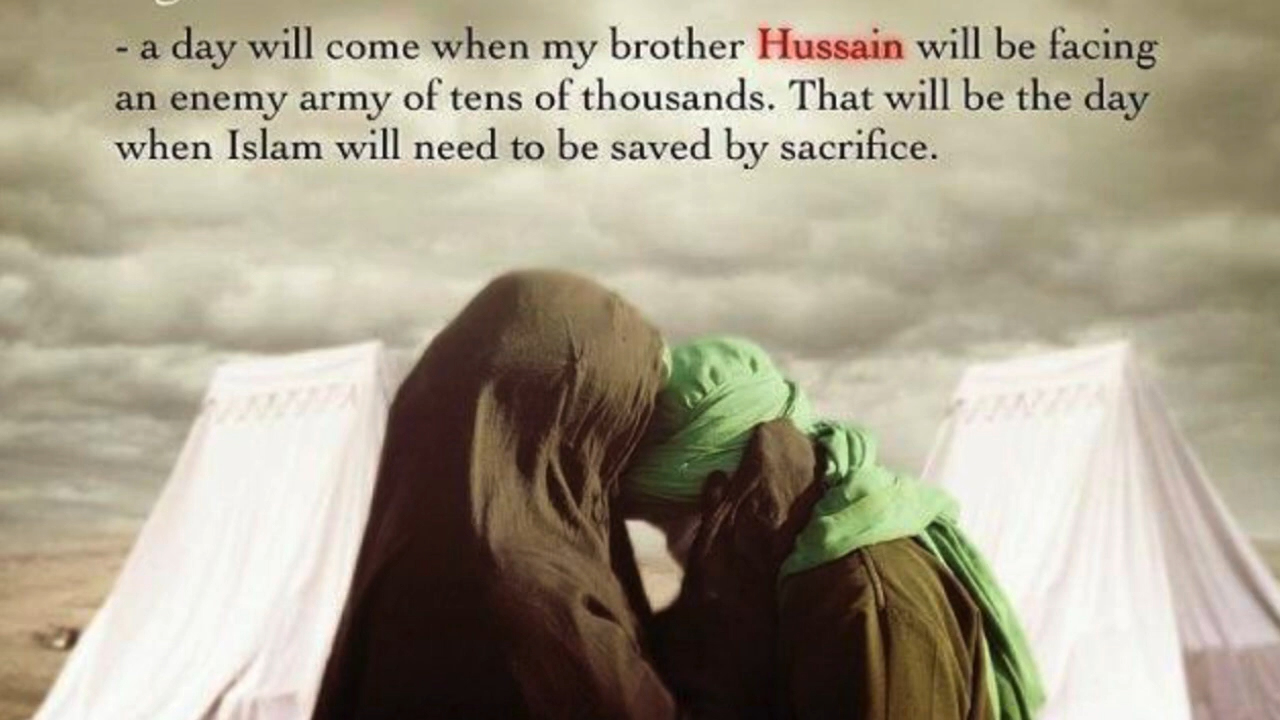 - a day will come when my brother Hussain will be facing
an enemy army of tens of thousands. That will be the day
when Islam will need to be saved by sacrifice.